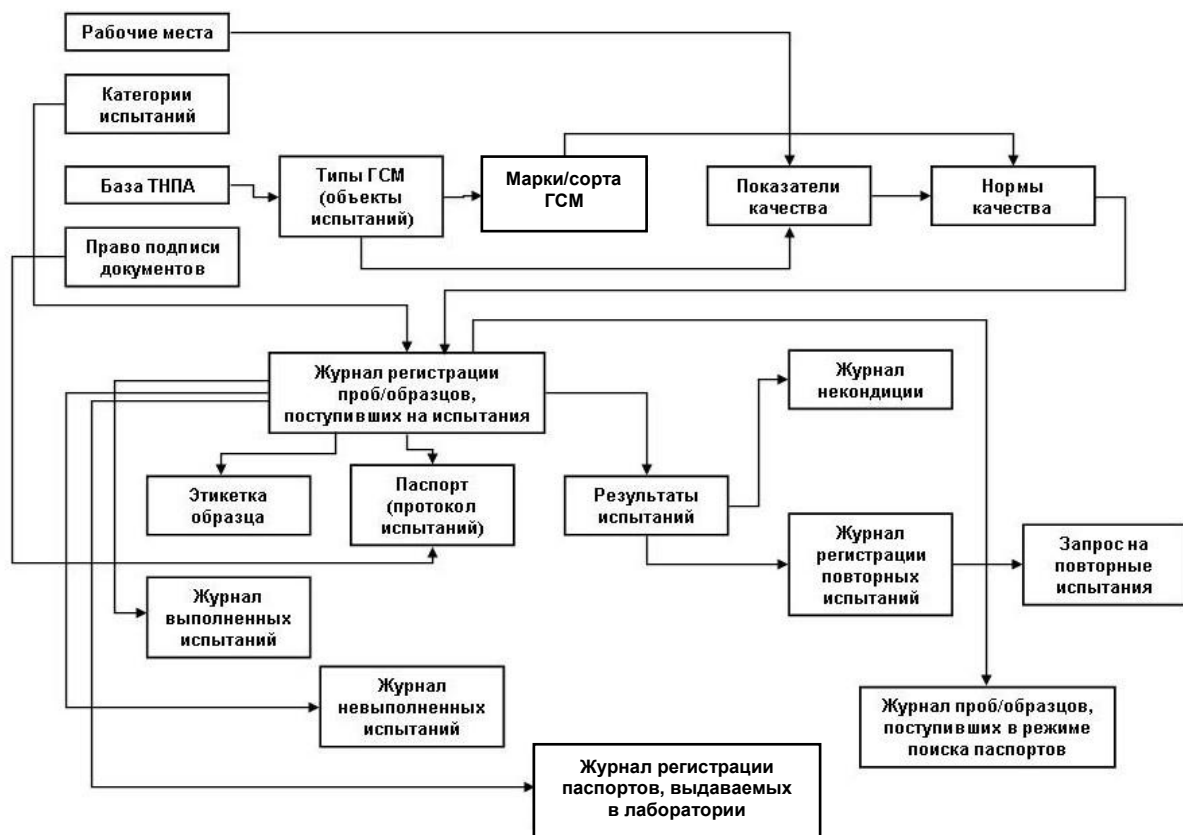 Рабочие места
Категории
испытаний
База ТНПА
Типы ГСМ
(объекты
испытаний)
Марки/сорта
ГСМ
Показатели
качества
Нормы
качества
Право подписи
документов
Журнал регистрации
проб/образцов,
поступивших на испытания
Журнал
некондиции
Этикетка
образца
Паспорт
(протокол
испытаний)
Результаты
испытаний
Журнал
регистрации
повторных
испытаний
Запрос на
повторные
испытания
Журнал
выполненных
испытаний
Журнал
невыполненных
испытаний
Журнал проб/образцов,
поступивших в режиме
поиска паспортов
Журнал регистрации
паспортов, выдаваемых
в лаборатории